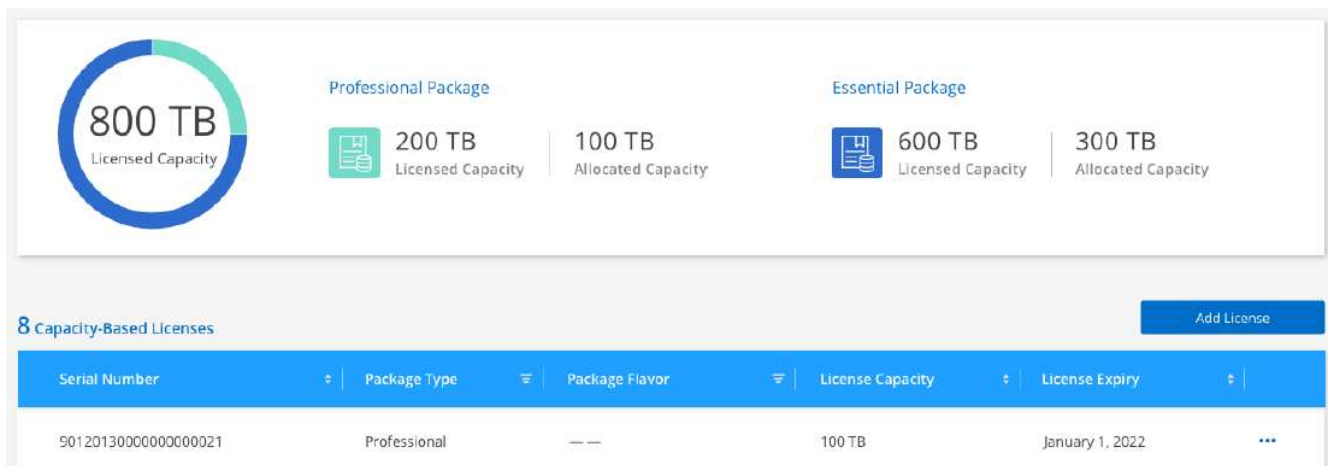 800 TB
Licensed Capacity
Professional Package
200 TB
Licensed Capacity
100 TB
Allocated Capacity
Essential Package
600 TB
Licensed Capacity
300 TB
Allocated Capacity
8 Capacity-Based Licenses
Add License
Serial Number Package Type Package Flavor License Capacity License Expiry
90120130000000000021 Professional — — 100 TB January 1, 2022 •••